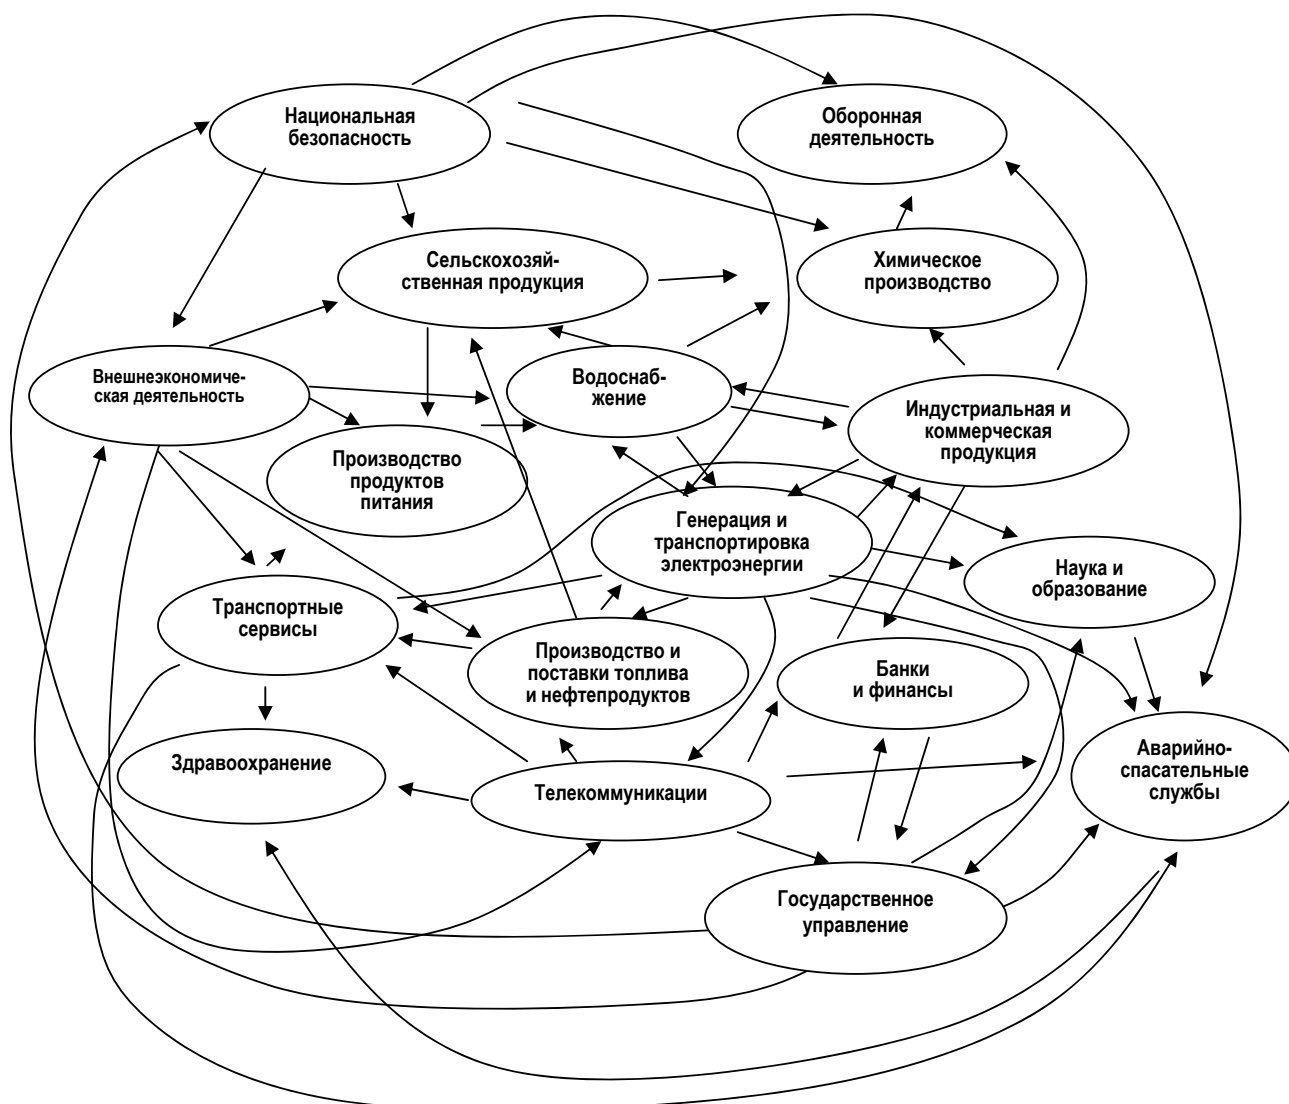 Национальная
безопасность
Оборонная
деятельность
Сельскохозяй-
ственная продукция
Химическое
производство
Внешнеэкономиче-
ская деятельность
Водоснаб-
жение
Индустриальная и
коммерческая
продукция
Производство
продуктов
питания
Генерация и
транспортировка
электроэнергии
Наука и
образование
Транспортные
сервисы
Производство и
поставки топлива
и нефтепродуктов
Банки
и финансы
Здравоохранение
Телекоммуникации
Аварийно-
спасательные
службы
Государственное
управление